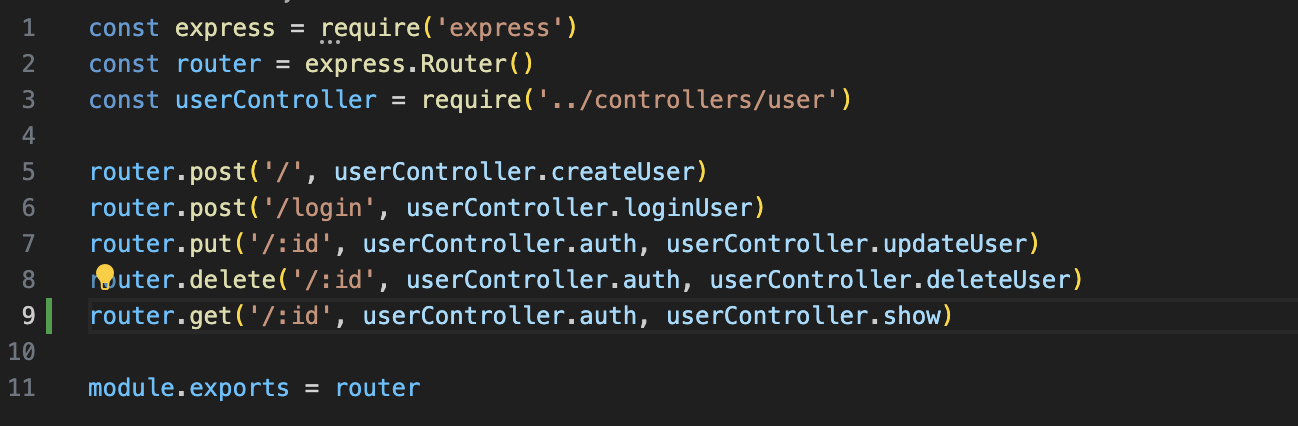 1 const express = require('express')
2 const router = express.Router()
3 const userController = require('../controllers/user')
4
5 router.post('/', userController.createUser)
6 router.post('/login', userController.loginUser)
7 router.put('/:id', userController.auth, userController.updateUser)
8 router.delete('/:id', userController.auth, userController.deleteUser)
9 router.get('/:id', userController.auth, userController.show)
10
11 module.exports = router